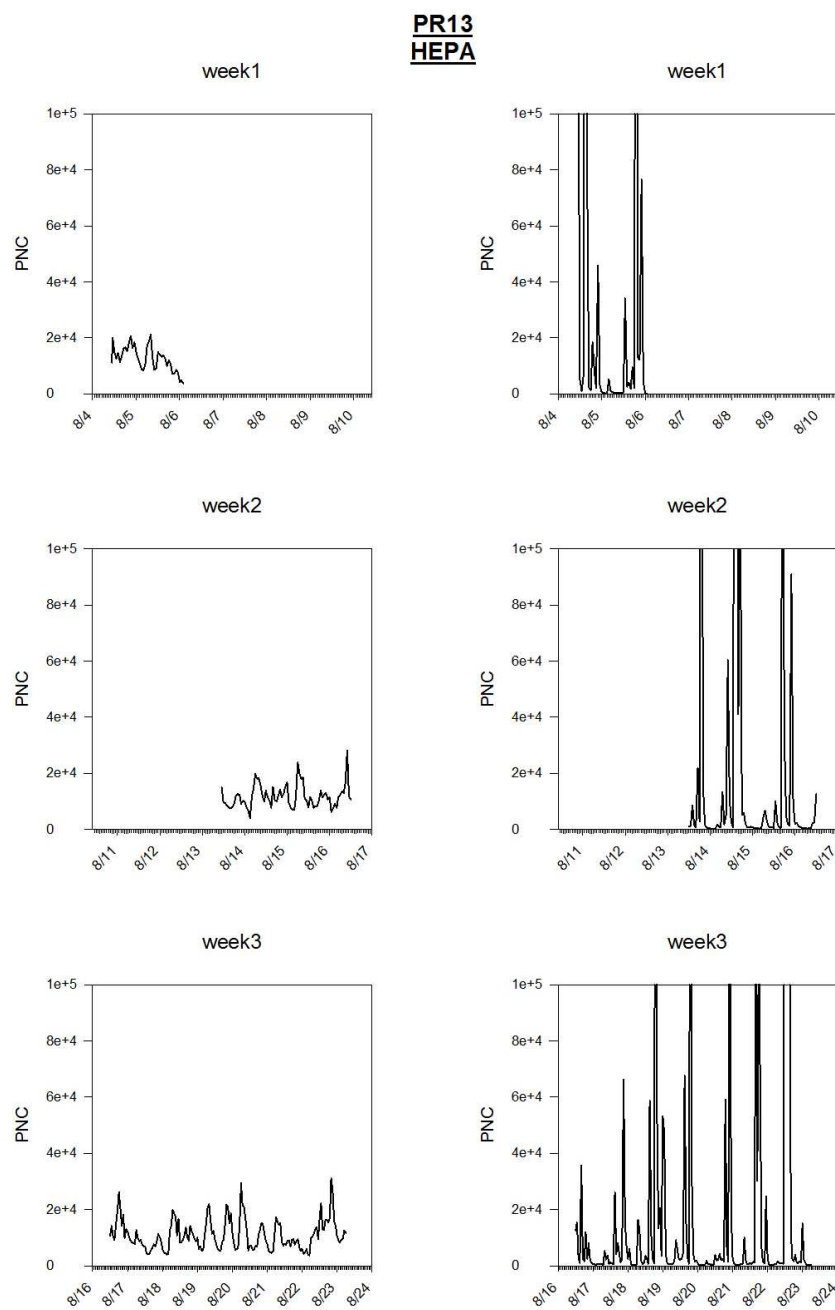 PR13
HEPA
week1
week1
1e+5
8e+4
6e+4
4e+4
2e+4
0
PNC
8/4
8/5
8/6
8/7
8/8
8/9
8/10
1e+5
8e+4
6e+4
4e+4
2e+4
0
PNC
8/4
8/5
8/6
8/7
8/8
8/9
8/10
week2
week2
1e+5
8e+4
6e+4
4e+4
2e+4
0
PNC
8/11
8/12
8/13
8/14
8/15
8/16
8/17
1e+5
8e+4
6e+4
4e+4
2e+4
0
PNC
8/11
8/12
8/13
8/14
8/15
8/16
8/17
week3
week3
1e+5
8e+4
6e+4
4e+4
2e+4
0
PNC
8/16
8/17
8/18
8/19
8/20
8/21
8/22
8/23
8/24
1e+5
8e+4
6e+4
4e+4
2e+4
0
PNC
8/16
8/17
8/18
8/19
8/20
8/21
8/22
8/23
8/24